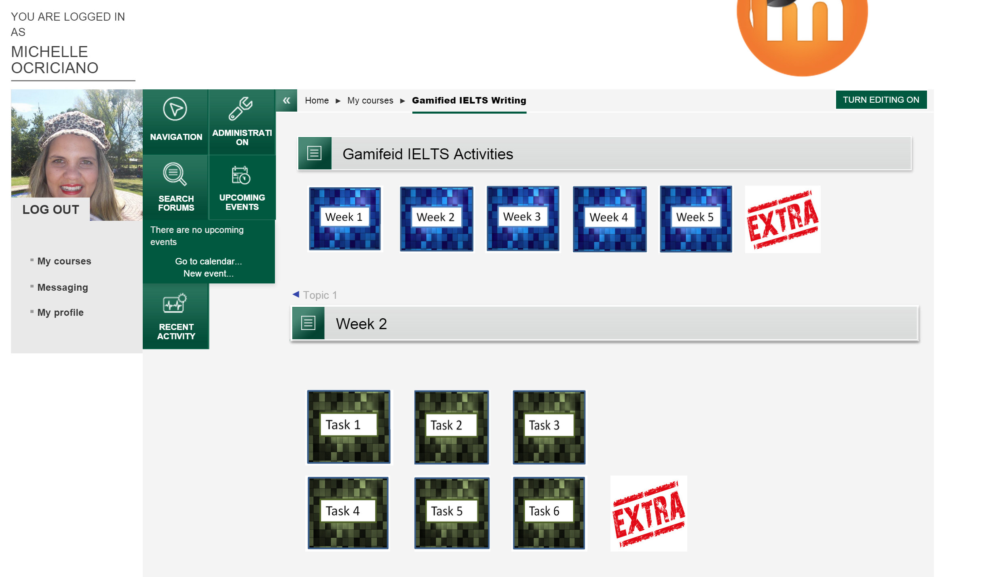 YOU ARE LOGGED IN
AS
MICHELLE
OCRICIANO
m
LOG OUT
My courses
Messaging
My profile
NAVIGATION
ADMINISTRATI
ON
SEARCH
FORUMS
UPCOMING
EVENTS
There are no upcoming
events
Go to calendar...
New event...
RECENT
ACTIVITY
« Home ► My courses ► Gamified IELTS Writing
TURN EDITING ON
Gamifeid IELTS Activities
Week 1
Week 2
Week 3
Week 4
Week 5
EXTRA
◄ Topic 1
Week 2
Task 1
Task 2
Task 3
Task 4
Task 5
Task 6
EXTRA